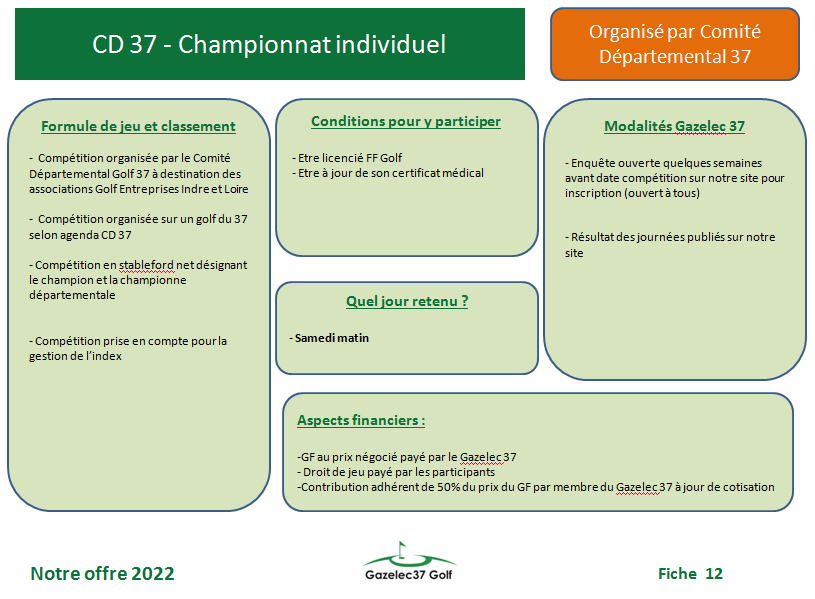 CD 37 - Championnat individuel
Organisé par Comité
Départemental 37
Formule de jeu et classement
- Compétition organisée par le Comité
Départemental Golf 37 à destination des
associations Golf Entreprises Indre et Loire
- Compétition organisée sur un golf du 37
selon agenda CD 37
- Compétition en stableford net désignant
le champion et la championne
départementale
- Compétition prise en compte pour la
gestion de l'index
Conditions pour y participer
- Etre licencié FF Golf
- Etre à jour de son certificat médical
Quel jour retenu ?
- Samedi matin
Modalités Gazelec 37
- Enquête ouverte quelques semaines
avant date compétition sur notre site pour
inscription (ouvert à tous)
- Résultat des journées publiés sur notre
site
Aspects financiers :
-GF au prix négocié payé par le Gazelec 37
- Droit de jeu payé par les participants
-Contribution adhérent de 50% du prix du GF par membre du Gazelec37 à jour de cotisation
Notre offre 2022
Gazelec37 Golf
Fiche 12